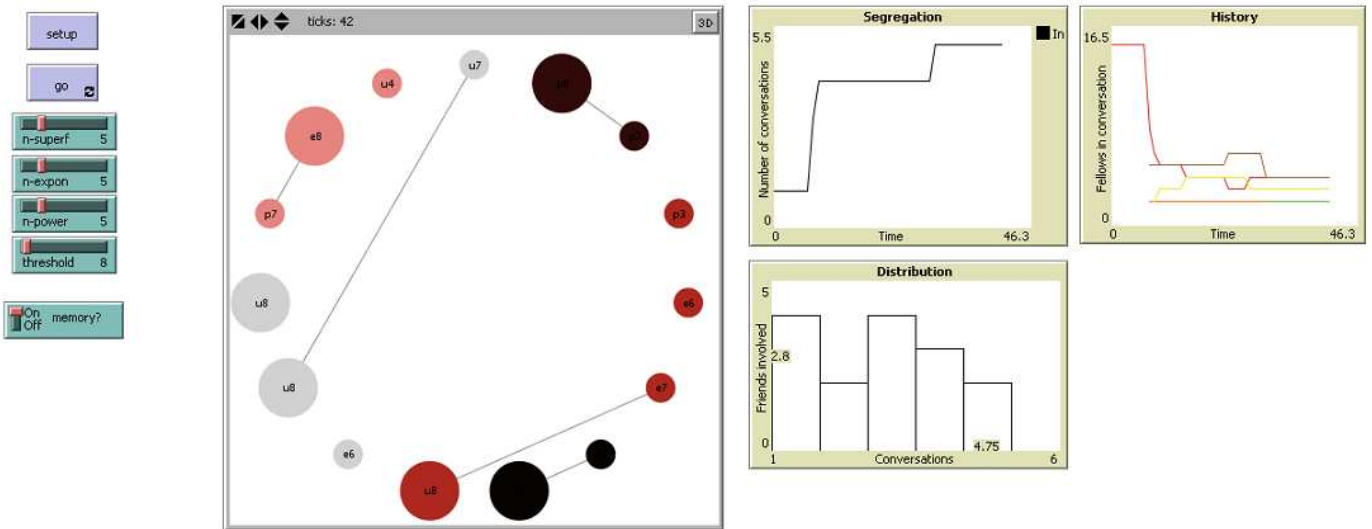 setup
go
n-superf 5
n-expon 5
n-power 5
threshold 8
On
Off
memory?
ticks: 42
3D
u7
u4
e8
p7
p3
u8
e6
u8
e7
e6
u8
Segregation
5.5
Number of conversations
0
0 Time 46.3
In
History
16.5
Fellows in conversation
0
0 Time 46.3
Distribution
5
Friends involved
2.8
0
4.75
1 Conversations 6